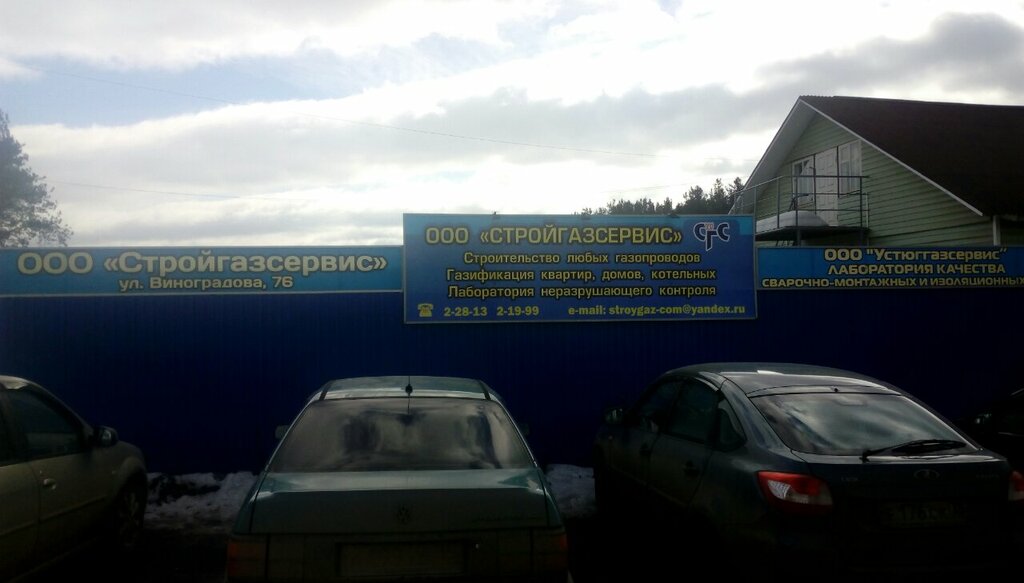 ООО «Стройгазсервис»
ул. Виноградова, 76
ООО «СТРОЙГАЗСЕРВИС»
СГС
Строительство любых газопроводов
Газификация квартир, домов, котельных
Лаборатория неразрушающего контроля
☎ 2-28-13 2-19-99 e-mail: stroygaz-com@yandex.ru
ООО "Устюггазсервис"
ЛАБОРАТОРИЯ КАЧЕСТВА
СВАРОЧНО-МОНТАЖНЫХ И ИЗОЛЯЦИОННЫХ